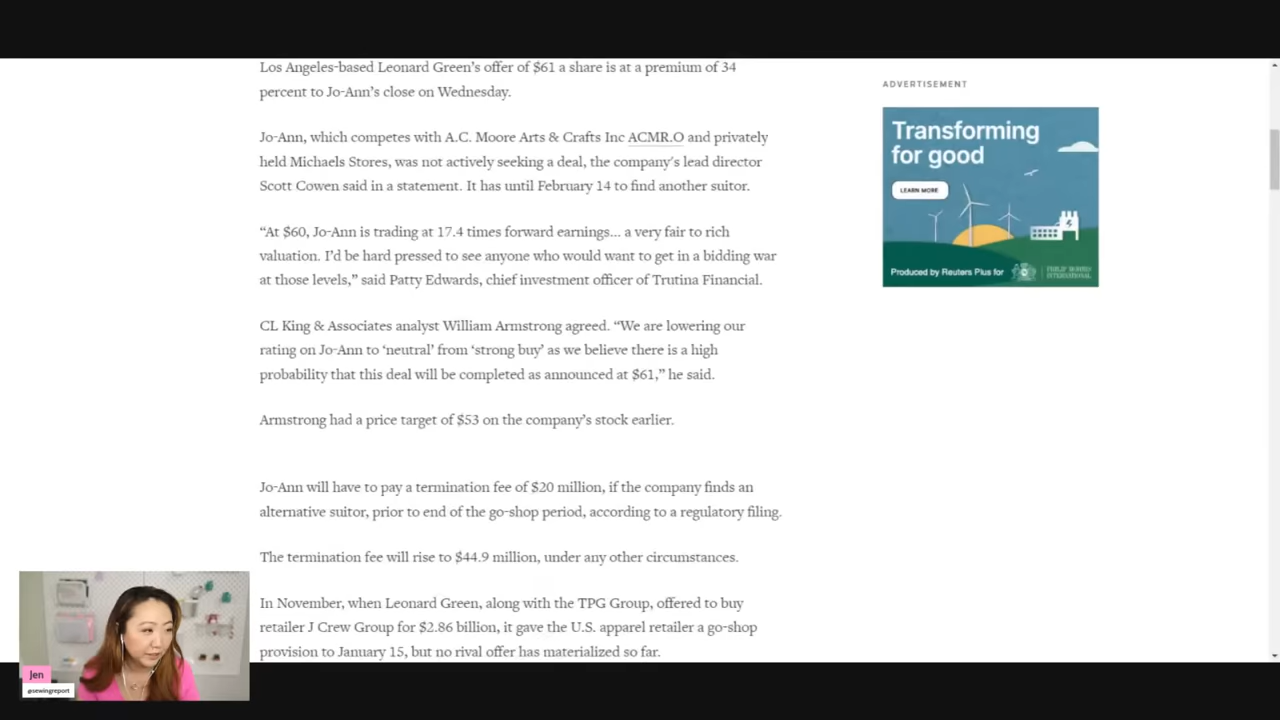 Los Angeles-based Leonard Green’s offer of $61 a share is at a premium of 34
percent to Jo-Ann’s close on Wednesday.
Jo-Ann, which competes with A.C. Moore Arts & Crafts Inc ACMR.O and privately
held Michaels Stores, was not actively seeking a deal, the company's lead director
Scott Cowen said in a statement. It has until February 14 to find another suitor.
“At $60, Jo-Ann is trading at 17.4 times forward earnings... a very fair to rich
valuation. I’d be hard pressed to see anyone who would want to get in a bidding war
at those levels,” said Patty Edwards, chief investment officer of Trutina Financial.
CL King & Associates analyst William Armstrong agreed. “We are lowering our
rating on Jo-Ann to ‘neutral’ from ‘strong buy’ as we believe there is a high
probability that this deal will be completed as announced at $61,” he said.
Armstrong had a price target of $53 on the company’s stock earlier.
Jo-Ann will have to pay a termination fee of $20 million, if the company finds an
alternative suitor, prior to end of the go-shop period, according to a regulatory filing.
The termination fee will rise to $44.9 million, under any other circumstances.
In November, when Leonard Green, along with the TPG Group, offered to buy
retailer J Crew Group for $2.86 billion, it gave the U.S. apparel retailer a go-shop
provision to January 15, but no rival offer has materialized so far.
ADVERTISEMENT
Transforming
for good
LEARN MORE
Produced by Reuters Plus for
Jen
@sewingreport